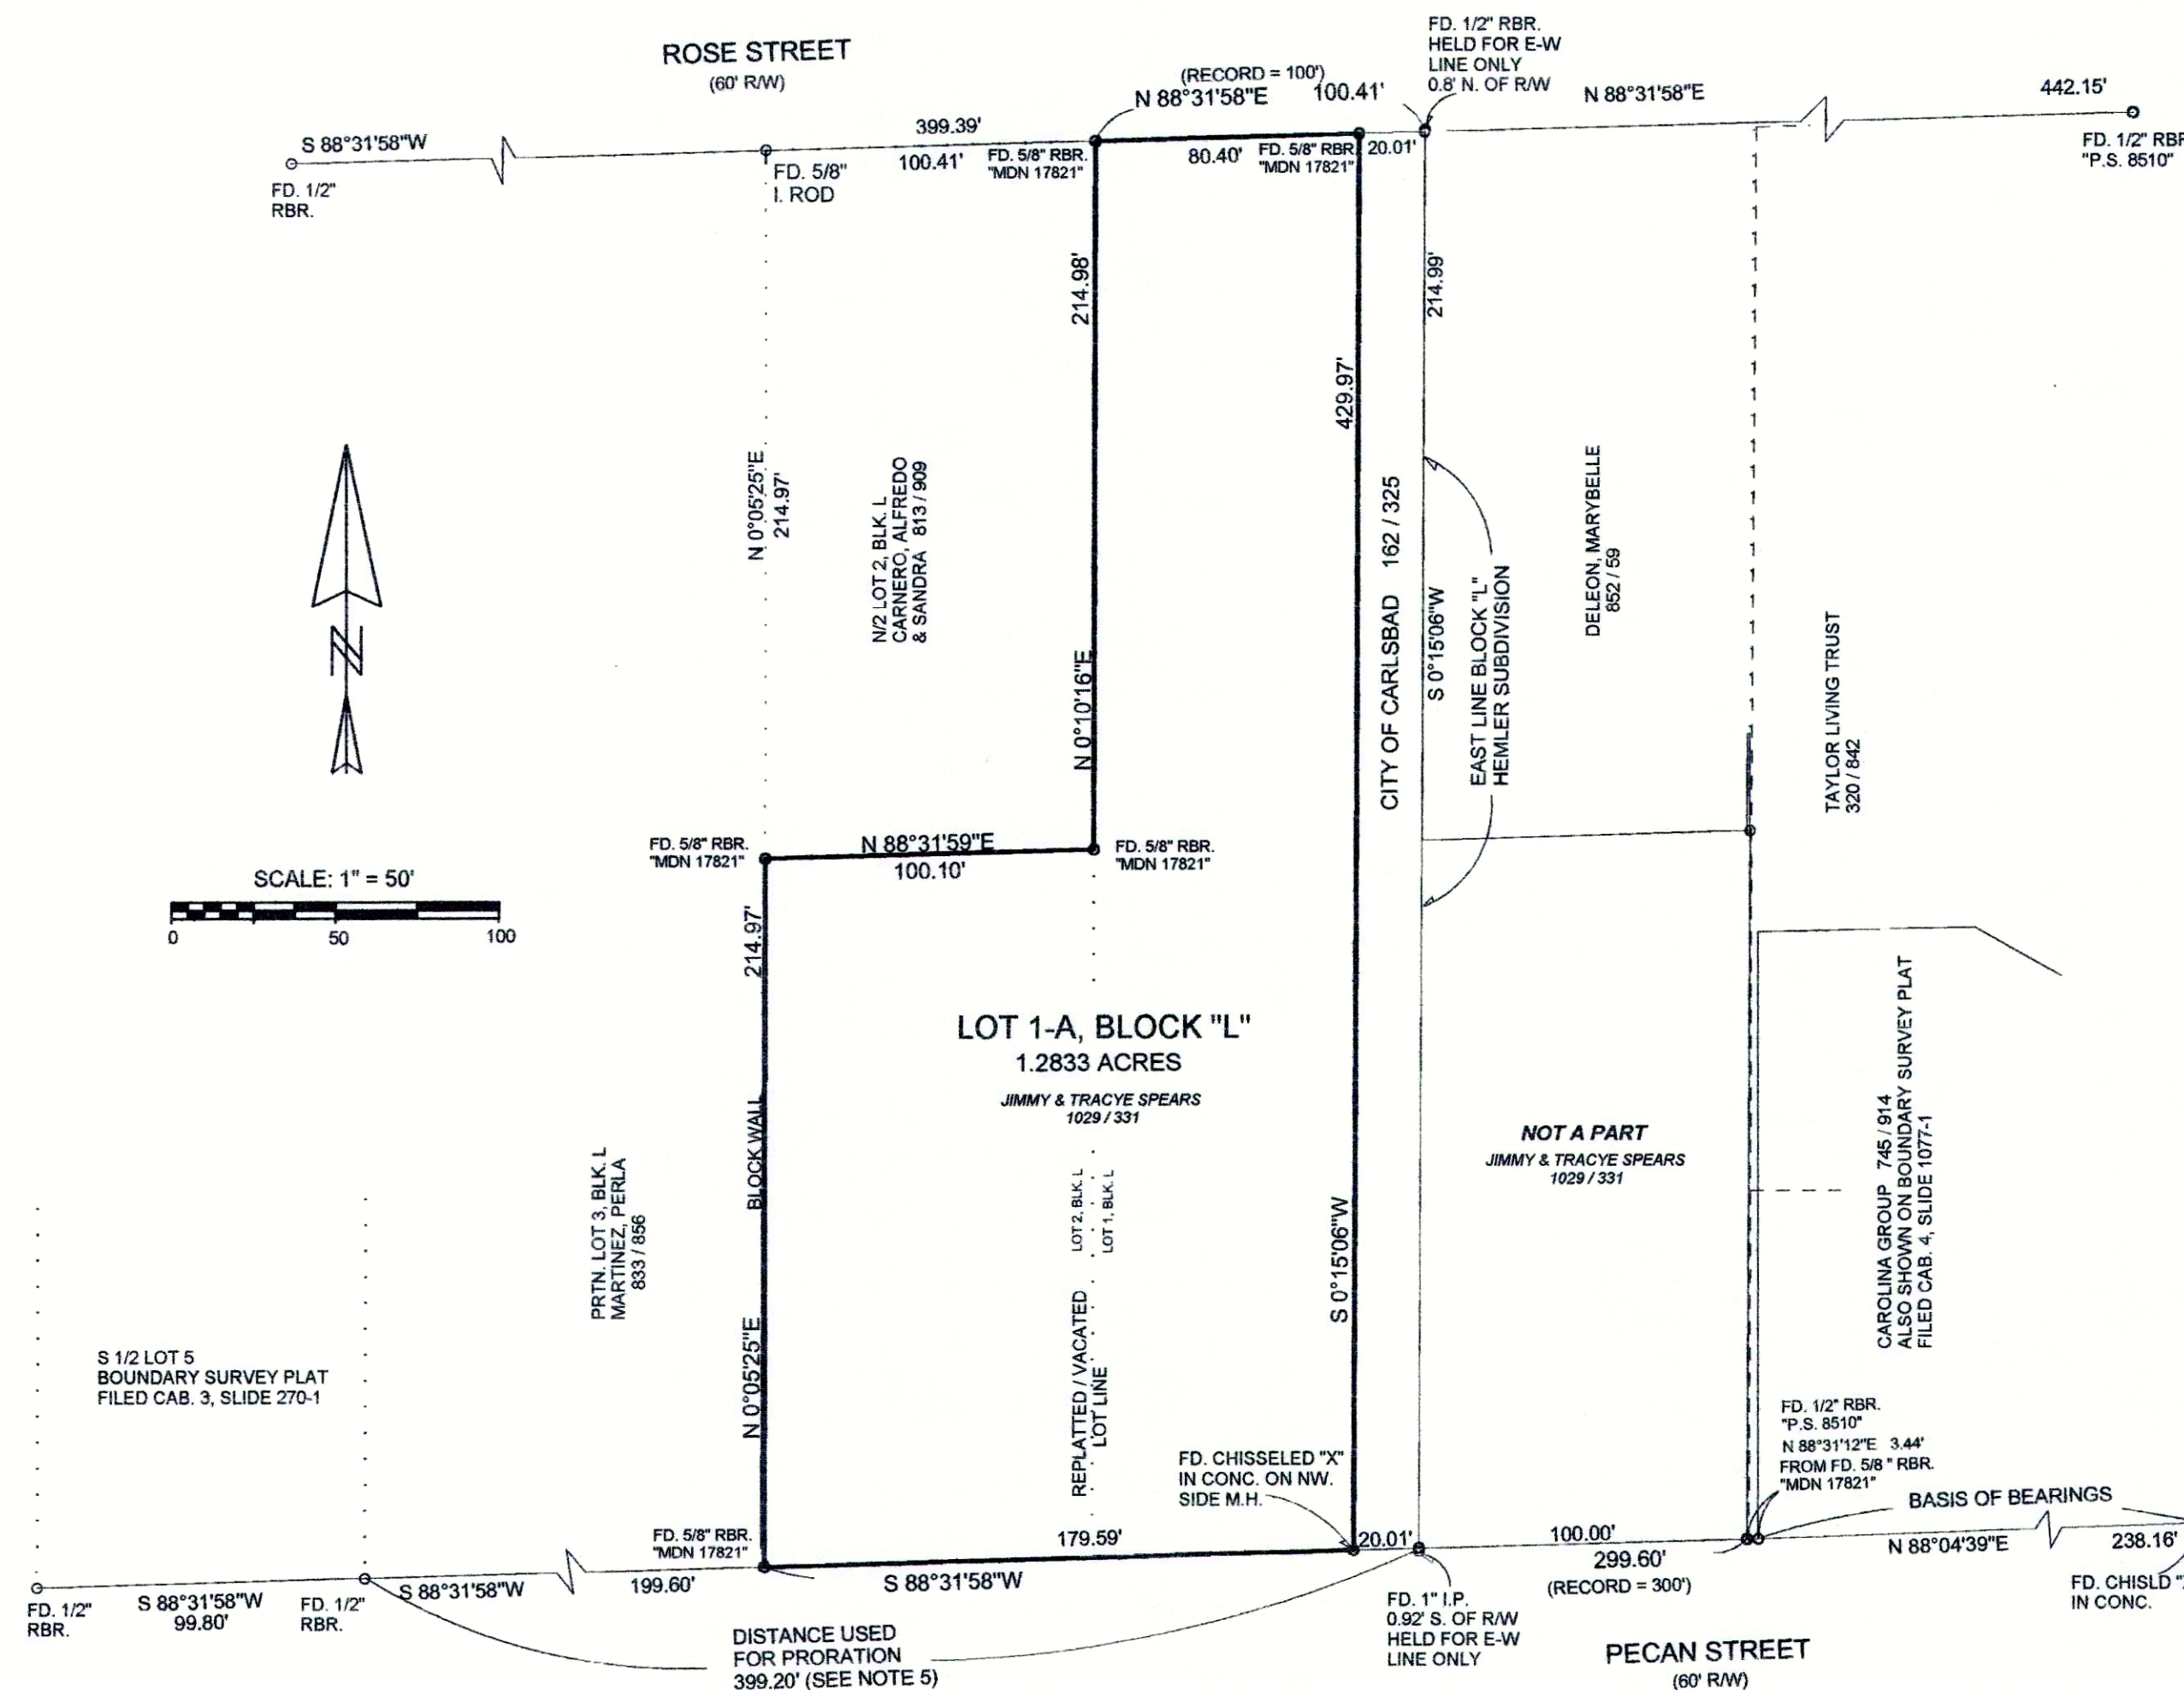 ROSE STREET
(60' R/W)
FD. 1/2" RBR.
HELD FOR E-W
LINE ONLY
0.8' N. OF R/W
(RECORD = 100')
N 88°31'58"E
100.41'
N 88°31'58"E
442.15'
S 88°31'58"W
399.39'
100.41'
FD. 5/8" RBR.
"MDN 17821"
80.40'
FD. 5/8" RBR.
"MDN 17821"
20.01'
FD. 1/2" RBR
"P.S. 8510"
FD. 1/2"
RBR.
FD. 5/8"
I. ROD
214.98'
214.99'
429.97'
N 0°05'25"E
214.97'
N/2 LOT 2, BLK. L
CARNERO, ALFREDO
& SANDRA 813 / 909
N 0°10'16"E
CITY OF CARLSBAD 162 / 325
S 0°15'06"W
EAST LINE BLOCK "L"
HEMLER SUBDIVISION
DELEON, MARYBELLE
852 / 59
TAYLOR LIVING TRUST
320 / 842
N
SCALE: 1" = 50'
0 50 100
FD. 5/8" RBR.
"MDN 17821"
N 88°31'59"E
100.10'
FD. 5/8" RBR.
"MDN 17821"
214.97'
BLOCK WALL
N 0°05'25"E
LOT 1-A, BLOCK "L"
1.2833 ACRES
JIMMY & TRACYE SPEARS
1029 / 331
LOT 2, BLK. L
LOT 1, BLK. L
REPLATTED / VACATED
LOT LINE
S 0°15'06"W
NOT A PART
JIMMY & TRACYE SPEARS
1029 / 331
CAROLINA GROUP 745 / 914
ALSO SHOWN ON BOUNDARY SURVEY PLAT
FILED CAB. 4, SLIDE 1077-1
PRTN. LOT 3, BLK. L
MARTINEZ, PERLA
833 / 856
S 1/2 LOT 5
BOUNDARY SURVEY PLAT
FILED CAB. 3, SLIDE 270-1
FD. CHISSELED "X"
IN CONC. ON NW.
SIDE M.H.
FD. 1/2" RBR.
"P.S. 8510"
N 88°31'12"E 3.44'
FROM FD. 5/8 " RBR.
"MDN 17821"
BASIS OF BEARINGS
FD. 5/8" RBR.
"MDN 17821"
179.59'
20.01'
100.00'
299.60'
(RECORD = 300')
N 88°04'39"E
238.16'
FD. CHISLD "
IN CONC.
S 88°31'58"W
99.80'
FD. 1/2"
RBR.
FD. 1/2"
RBR.
S 88°31'58"W
199.60'
S 88°31'58"W
FD. 1" I.P.
0.92' S. OF R/W
HELD FOR E-W
LINE ONLY
DISTANCE USED
FOR PRORATION
399.20' (SEE NOTE 5)
PECAN STREET
(60' R/W)